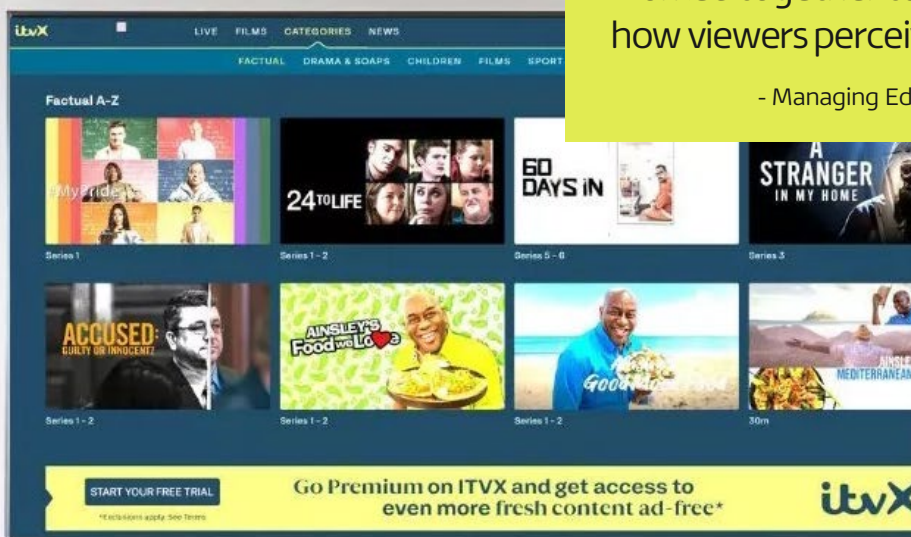 how viewers
- Managing
itvX
LIVE FILMS CATEGORIES NEWS
FACTUAL DRAMA & SOAPS CHILDREN FILMS SPORT
Factual A-Z
#MyPride
24 TO LIFE
60
DAYS IN
A
STRANGER
IN MY HOME
Series 1
Series 1 - 2
Series 5 - 6
Series 3
ACCUSED:
GUILTY OR INNOCENT?
AINSLEY'S
Food we Lo❤e
Good Mood Food
MEDITERRANEAN
Series 1 - 2
Series 1 - 2
Series 1 - 2
30m
START YOUR FREE TRIAL
*Exclusions apply. See Terms
Go Premium on ITVX and get access to
even more fresh content ad-free*
itvX